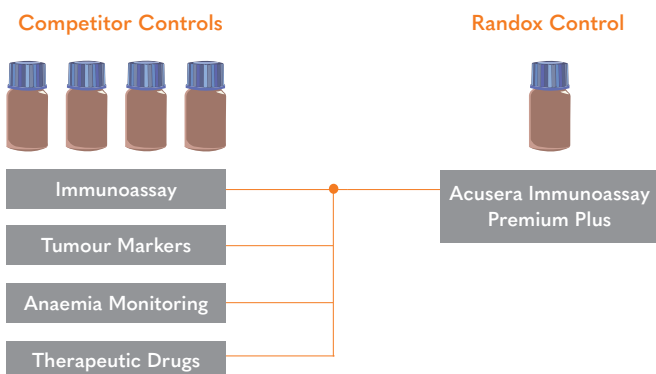 Competitor Controls
Randox Control
Immunoassay
Acusera Immunoassay
Premium Plus
Tumour Markers
Anaemia Monitoring
Therapeutic Drugs